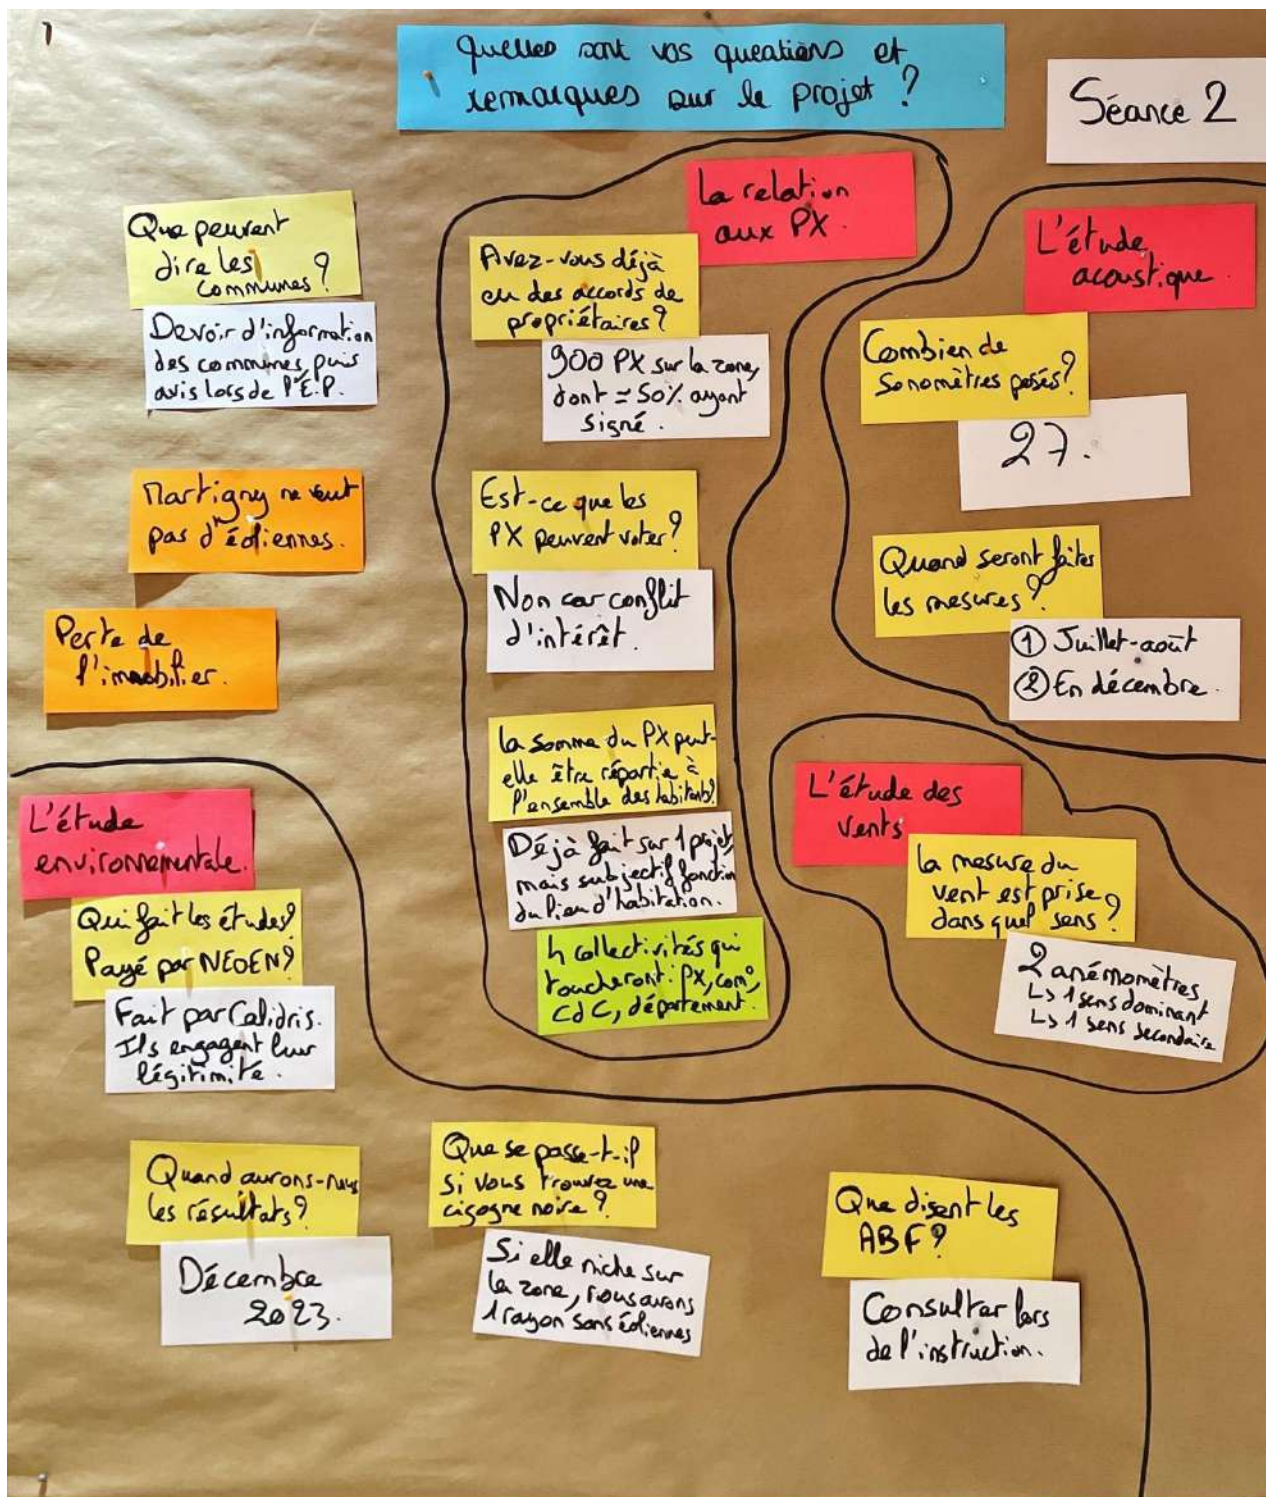 1
Quelles sont vos questions et
remarques sur le projet ?
Séance 2
Que peuvent
dire les
communes ?
Devoir d'information
des communes, puis
avis lors de l'E.P.
Martigny ne veut
pas d'éoliennes.
Perte de
l'immobilier.
La relation
aux PX.
Avez-vous déjà
eu des accords de
propriétaires ?
900 PX sur la zone,
dont ≃ 50% ayant
signé.
Est-ce que les
PX peuvent voter ?
Non car conflit
d'intérêt.
La somme du PX peut-
elle être répartie à
l'ensemble des habitants ?
Déjà fait sur 1 projet,
mais subjectif fonction
du lieu d'habitation.
4 collectivités qui
toucheront : PX, com°,
CdC, département.
L'étude
acoustique.
Combien de
Sonomètres posés ?
27.
Quand seront faites
les mesures ?
① Juillet-août
② En décembre.
L'étude des
vents
La mesure du
vent est prise
dans quel sens ?
2 anémomètres
↳ 1 sens dominant
↳ 1 sens secondaire
L'étude
environnementale.
Qui fait les études ?
Payé par NEOEN ?
Fait par Calidris.
Ils engagent leur
légitimité.
Quand aurons-nous
les résultats ?
Décembre
2023.
Que se passe-t-il
si vous trouvez une
cigogne noire ?
Si elle niche sur
la zone, nous avons
1 rayon sans éoliennes
Que disent les
ABF ?
Consulter lors
de l'instruction.